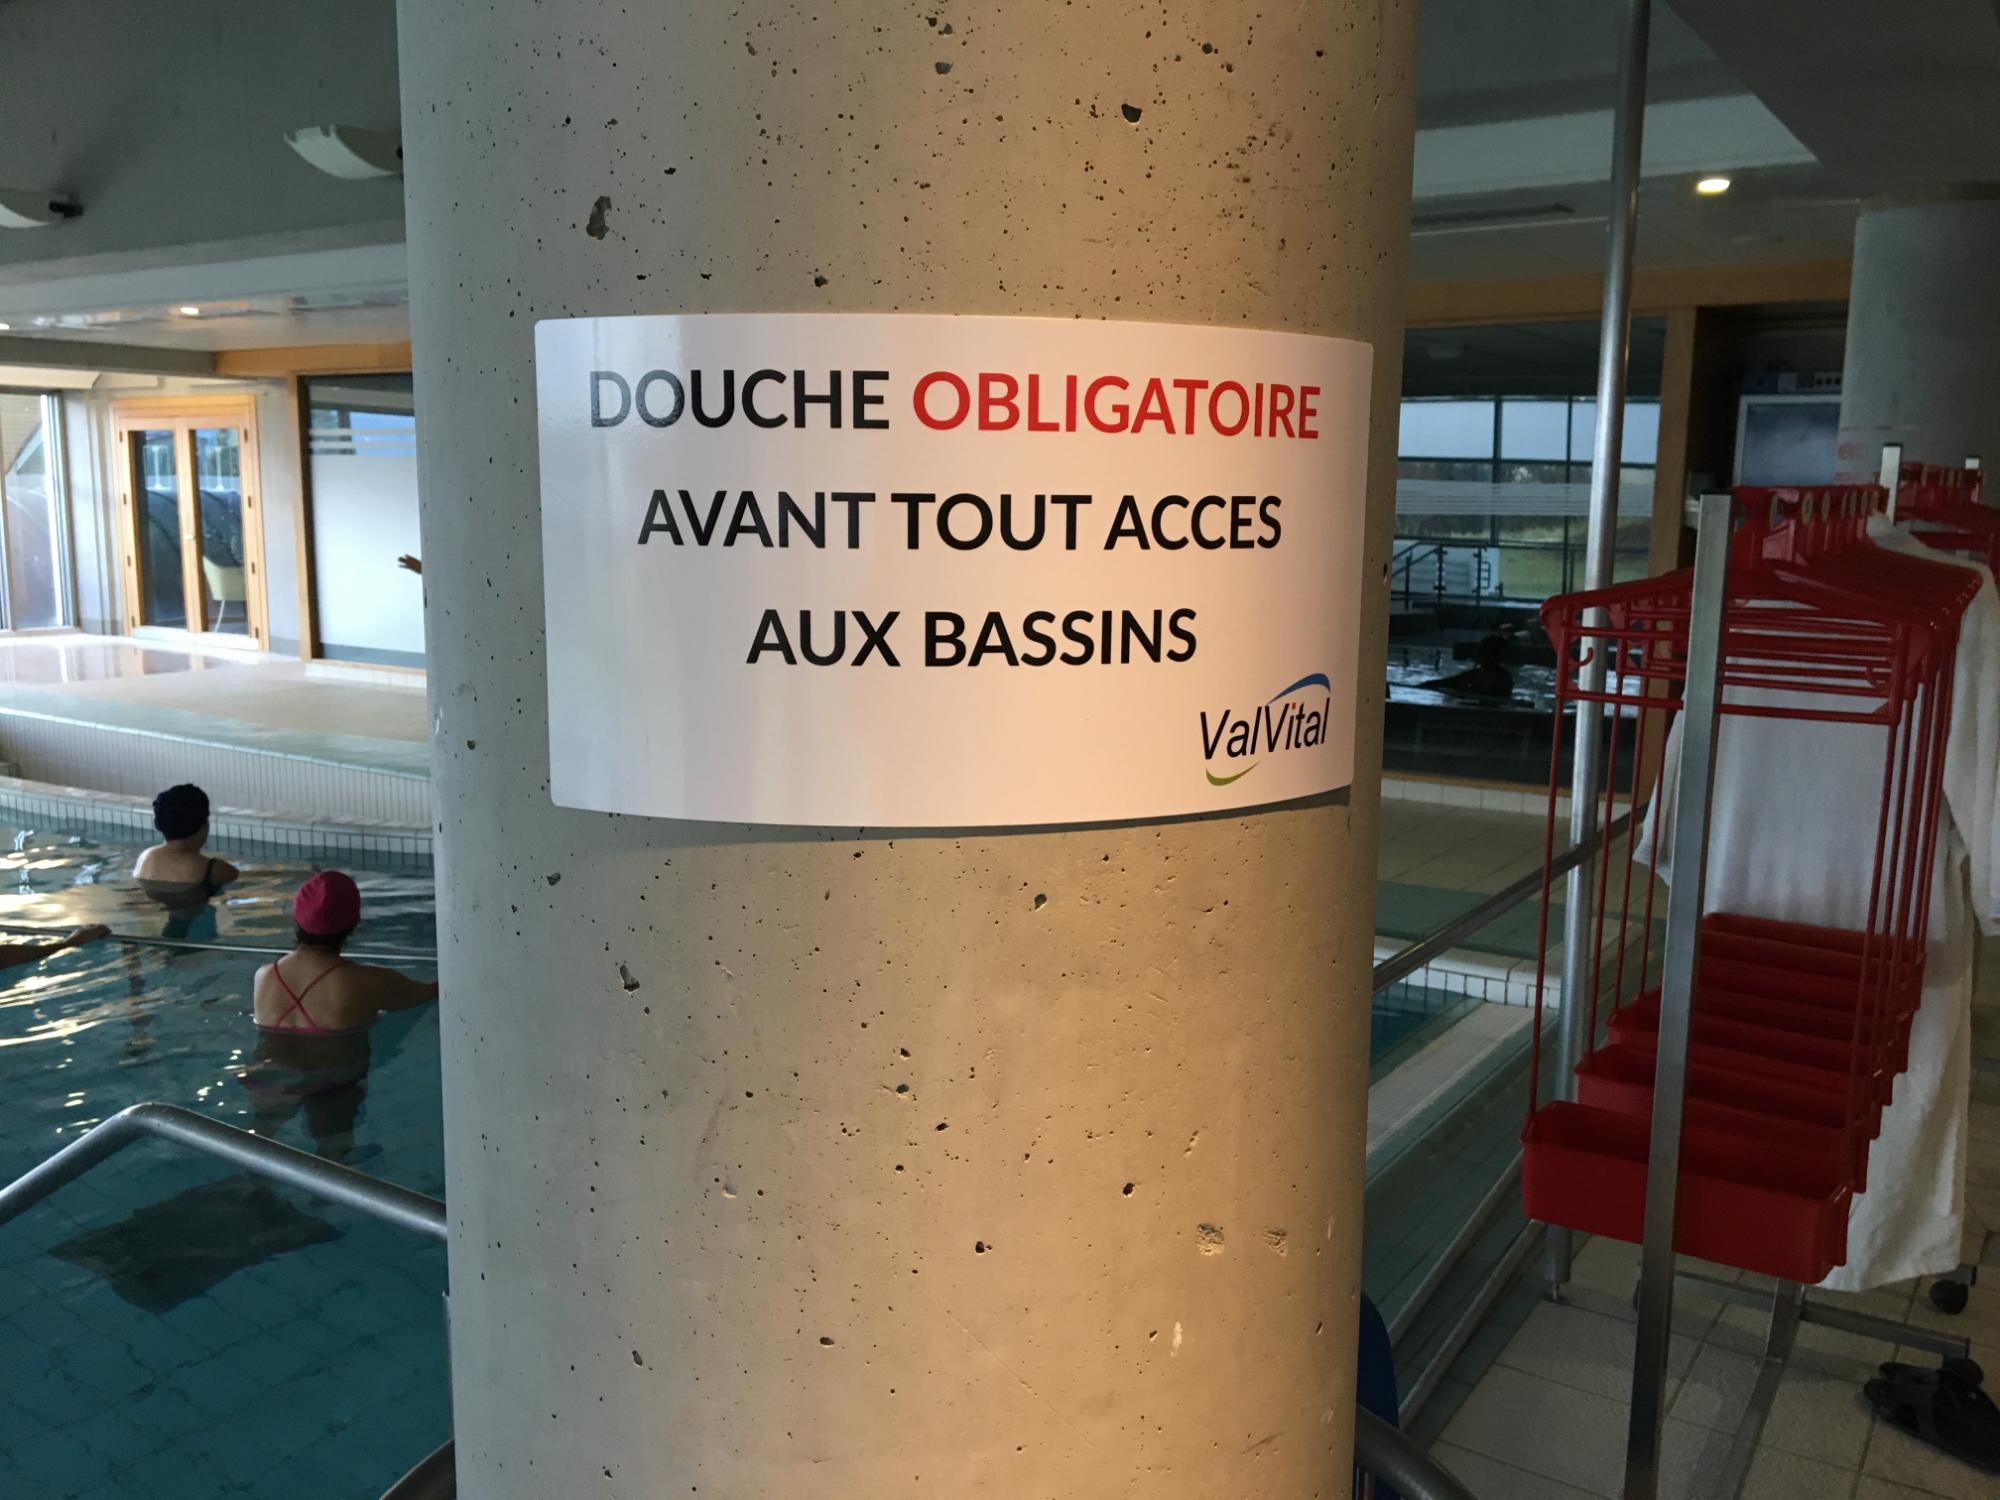 DOUCHE OBLIGATOIRE
AVANT TOUT ACCES
AUX BASSINS
ValVital